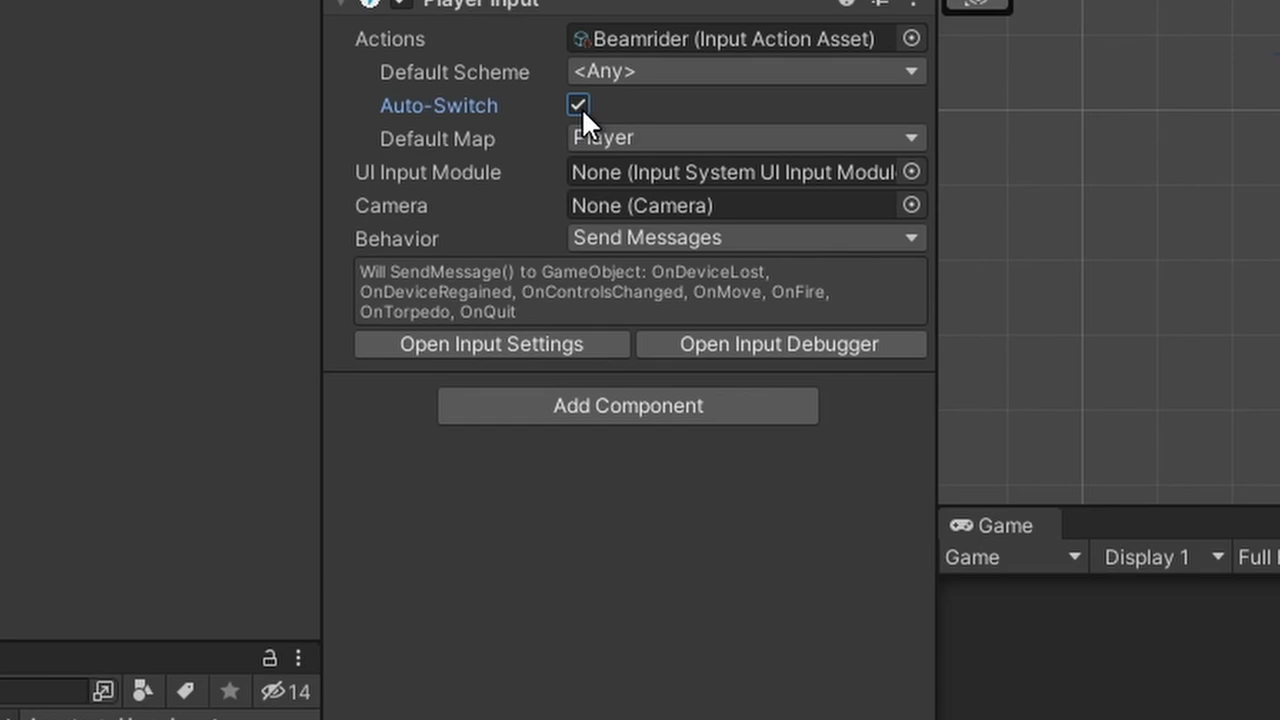 Player Input
Actions
Beamrider (Input Action Asset)
Default Scheme
<Any>
Auto-Switch
Default Map
Player
UI Input Module
None (Input System UI Input Modul
Camera
None (Camera)
Behavior
Send Messages
Will SendMessage() to GameObject: OnDeviceLost,
OnDeviceRegained, OnControlsChanged, OnMove, OnFire,
OnTorpedo, OnQuit
Open Input Settings
Open Input Debugger
Add Component
Game
Game
Display 1
Full
14